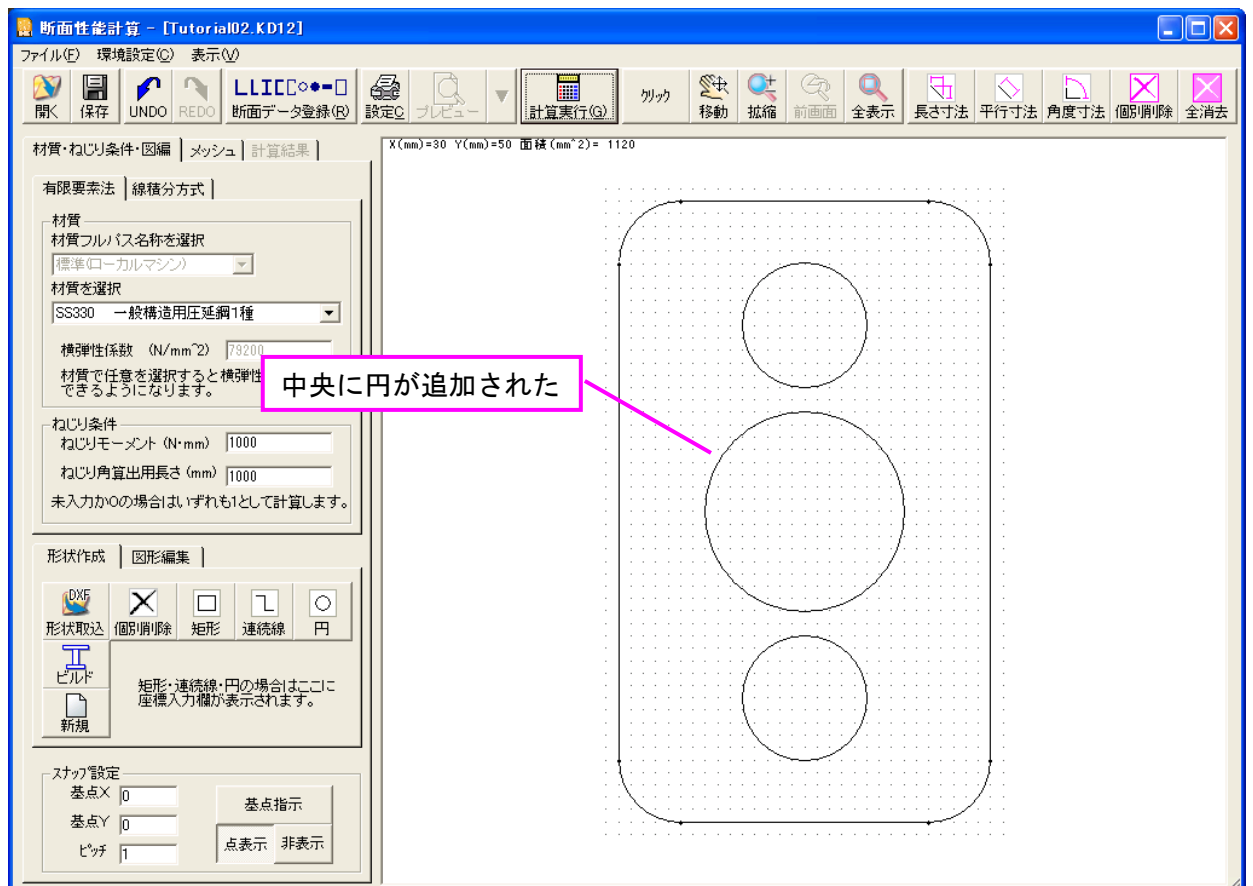 断面性能計算 - [Tutorial02.KD12]
ファイル(F) 環境設定(C) 表示(V)
開く 保存 UNDO REDO 断面データ登録(R) 設定C プレビュー 計算実行(G) クリック 移動 拡縮 前画面 全表示 長さ寸法 平行寸法 角度寸法 個別削除 全消去
材質・ねじり条件・図編 メッシュ 計算結果
X(mm)=30 Y(mm)=50 面積(mm^2)= 1120
有限要素法 線積分方式
材質
材質フルパス名称を選択
標準(ローカルマシン)
材質を選択
SS330 一般構造用圧延鋼1種
横弾性係数 (N/mm^2) 79200
材質で任意を選択すると横弾性
できるようになります。
中央に円が追加された
ねじり条件
ねじりモーメント (N・mm) 1000
ねじり角算出用長さ (mm) 1000
未入力か0の場合はいずれも1として計算します。
形状作成 図形編集
DXF
形状取込 個別削除 矩形 連続線 円
ビルド
矩形・連続線・円の場合はここに
座標入力欄が表示されます。
新規
スナップ設定
基点X 0
基点指示
基点Y 0
ピッチ 1
点表示 非表示